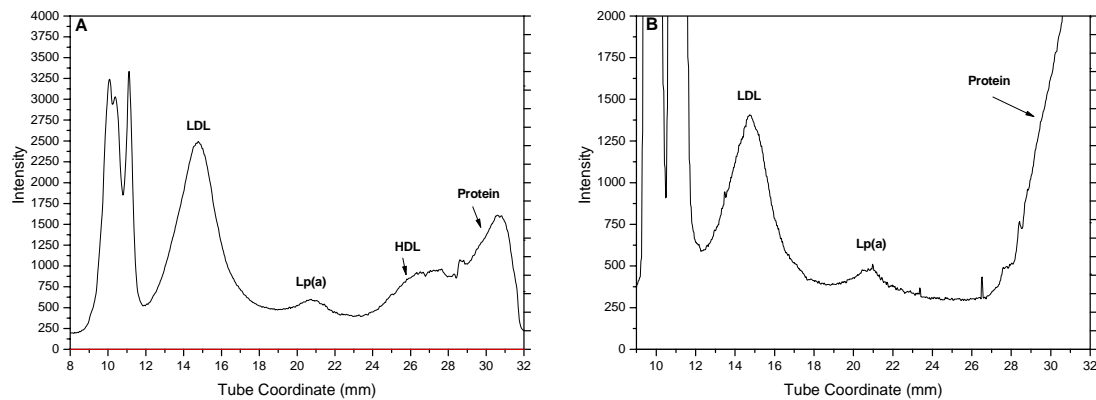 A
4000
3750
3500
3250
3000
2750
2500
2250
2000
1750
1500
1250
1000
750
500
250
0
Intensity
LDL
Lp(a)
HDL
Protein
8 10 12 14 16 18 20 22 24 26 28 30 32
Tube Coordinate (mm)
B
2000
1750
1500
1250
1000
750
500
250
0
Intensity
LDL
Lp(a)
Protein
10 12 14 16 18 20 22 24 26 28 30 32
Tube Coordinate (mm)